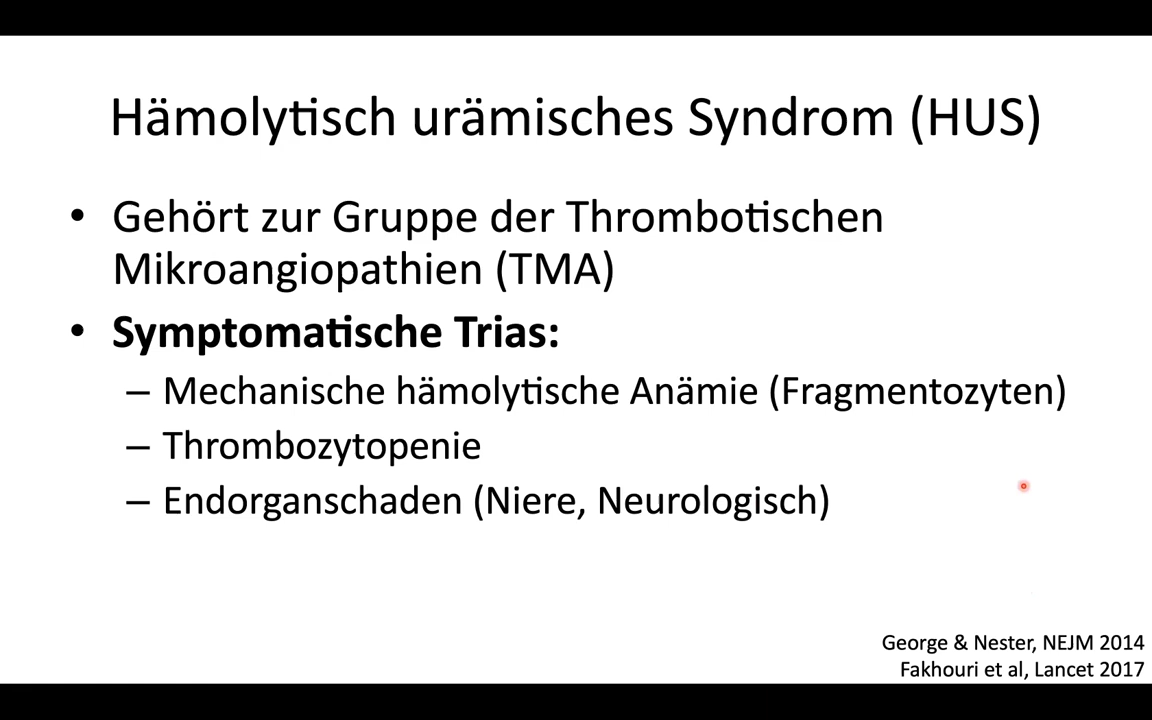 Hämolytisch urämisches Syndrom (HUS)
• Gehört zur Gruppe der Thrombotischen
Mikroangiopathien (TMA)
• Symptomatische Trias:
– Mechanische hämolytische Anämie (Fragmentozyten)
– Thrombozytopenie
– Endorganschaden (Niere, Neurologisch)
George & Nester, NEJM 2014
Fakhouri et al, Lancet 2017